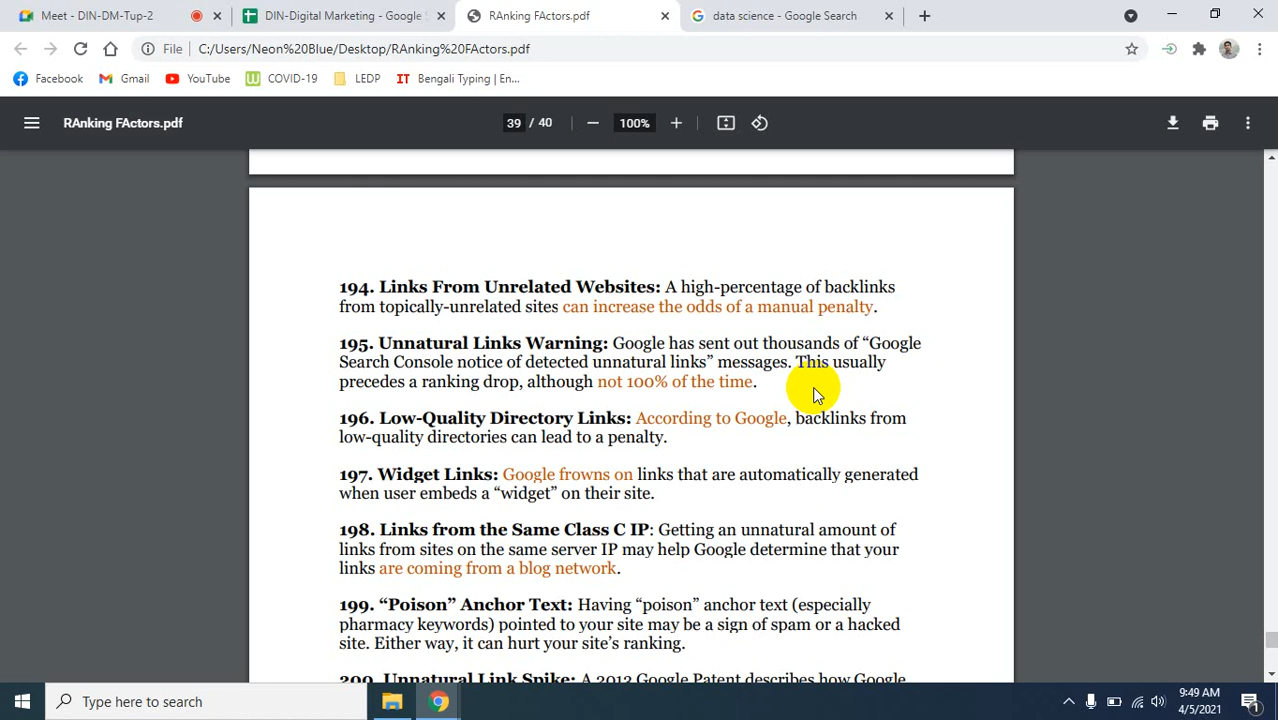 Meet - DIN-DM-Tup-2
DIN-Digital Marketing - Google S
RAnking FActors.pdf
data science - Google Search
File
C:/Users/Neon%20Blue/Desktop/RAnking%20FActors.pdf
Facebook
Gmail
YouTube
COVID-19
LEDP
Bengali Typing | En...
RAnking FActors.pdf
39 / 40
100%
194. Links From Unrelated Websites: A high-percentage of backlinks
from topically-unrelated sites can increase the odds of a manual penalty.
195. Unnatural Links Warning: Google has sent out thousands of “Google
Search Console notice of detected unnatural links” messages. This usually
precedes a ranking drop, although not 100% of the time.
196. Low-Quality Directory Links: According to Google, backlinks from
low-quality directories can lead to a penalty.
197. Widget Links: Google frowns on links that are automatically generated
when user embeds a “widget” on their site.
198. Links from the Same Class C IP: Getting an unnatural amount of
links from sites on the same server IP may help Google determine that your
links are coming from a blog network.
199. “Poison” Anchor Text: Having “poison” anchor text (especially
pharmacy keywords) pointed to your site may be a sign of spam or a hacked
site. Either way, it can hurt your site’s ranking.
200. Unnatural Link Spike: A 2013 Google Patent describes how Google
Type here to search
9:49 AM
4/5/2021